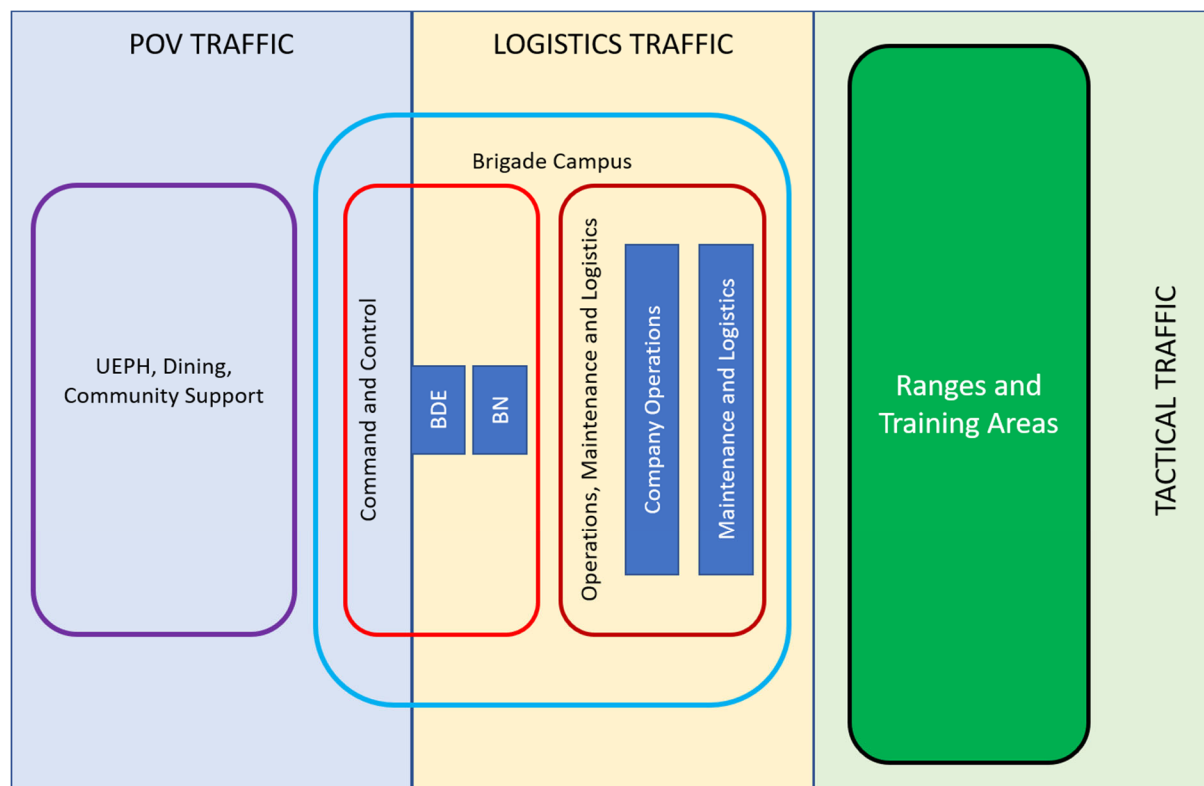 POV TRAFFIC
LOGISTICS TRAFFIC
Brigade Campus
UEPH, Dining,
Community Support
Command and Control
BDE
BN
Operations, Maintenance and Logistics
Company Operations
Maintenance and Logistics
Ranges and
Training Areas
TACTICAL TRAFFIC